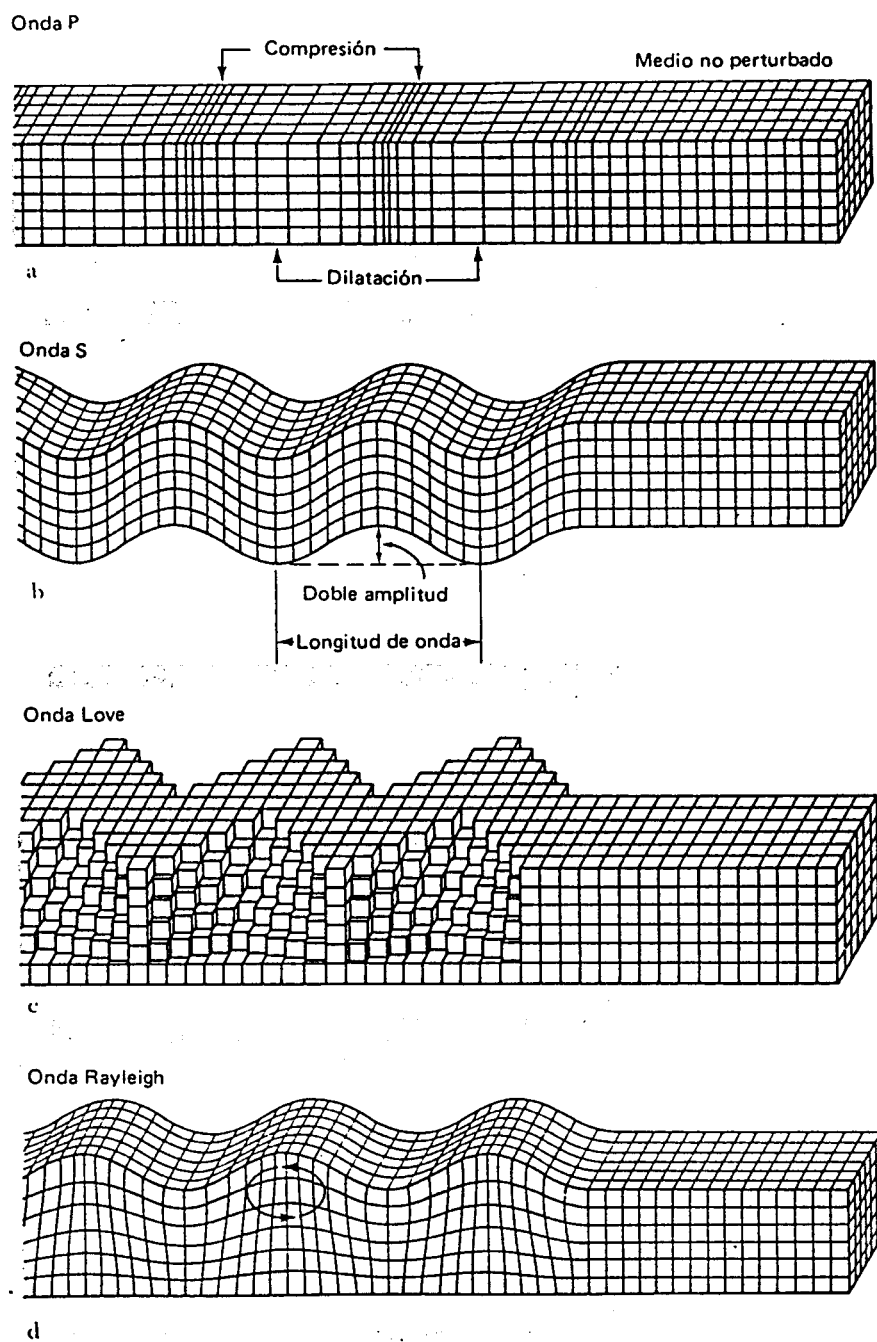 Onda P
Compresión
Medio no perturbado
Dilatación
a
Onda S
Doble amplitud
b
Longitud de onda
Onda Love
c
Onda Rayleigh
d